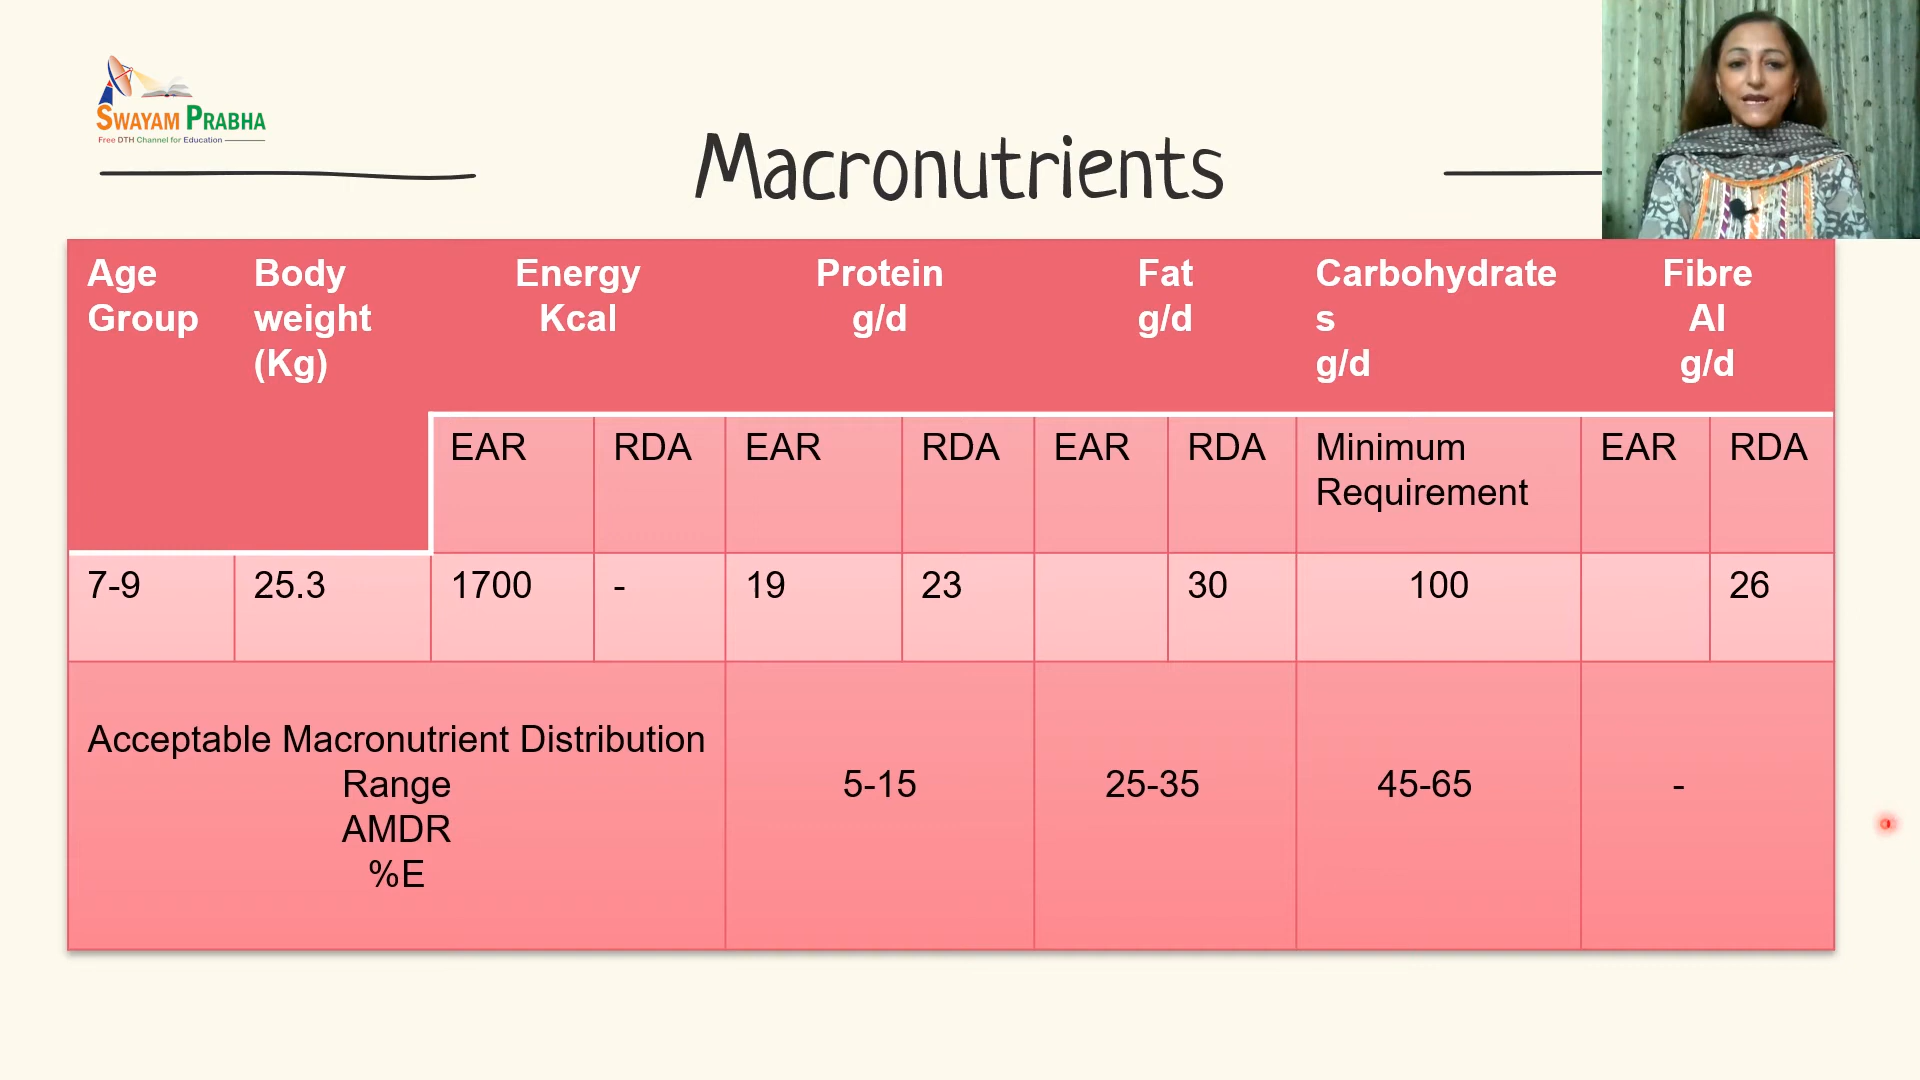 SWAYAM PRABHA
Free DTH Channel for Education
Macronutrients
Age Group
Body weight (Kg)
Energy Kcal
Protein g/d
Fat g/d
Carbohydrate
s
g/d
Fibre AI g/d
EAR
RDA
EAR
RDA
EAR
RDA
Minimum Requirement
EAR
RDA
7-9
25.3
1700
-
19
23
30
100
26
Acceptable Macronutrient Distribution
Range
AMDR
%E
5-15
25-35
45-65
-